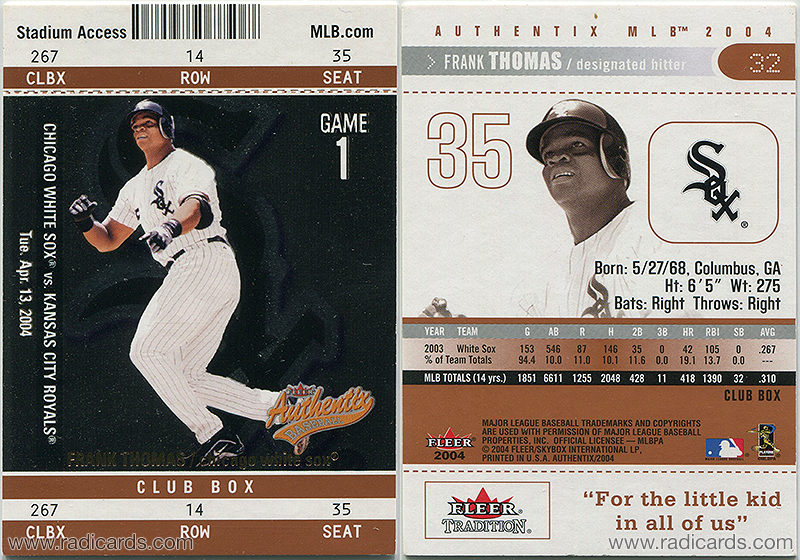 Stadium Access
MLB.com
267 14 35
CLBX ROW SEAT
GAME
1
CHICAGO WHITE SOX® vs. KANSAS CITY ROYALS®
Tue. Apr. 13, 2004
Sox
FLEER
Authentix
BASEBALL
FRANK THOMAS / chicago white sox®
CLUB BOX
267 14 35
CLBX ROW SEAT
www.radicards.com
AUTHENTIX MLB™ 2004
FRANK THOMAS / designated hitter
32
35
Sox
®
Born: 5/27/68, Columbus, GA
Ht: 6'5" Wt: 275
Bats: Right Throws: Right
YEAR TEAM G AB R H 2B 3B HR RBI SB AVG
2003 White Sox 153 546 87 146 35 0 42 105 0 .267
% of Team Totals 94.4 10.0 11.0 10.1 11.6 0.0 19.1 13.7 0.0 ---
MLB TOTALS (14 yrs.) 1851 6611 1255 2048 428 11 418 1390 32 .310
CLUB BOX
FLEER
2004
MAJOR LEAGUE BASEBALL TRADEMARKS AND COPYRIGHTS
ARE USED WITH PERMISSION OF MAJOR LEAGUE BASEBALL
PROPERTIES, INC. OFFICIAL LICENSEE — MLBPA
© 2004 FLEER/SKYBOX INTERNATIONAL LP,
PRINTED IN U.S.A. AUTHENTIX/2004
FLEER
TRADITION
"For the little kid
in all of us"
www.radicards.com